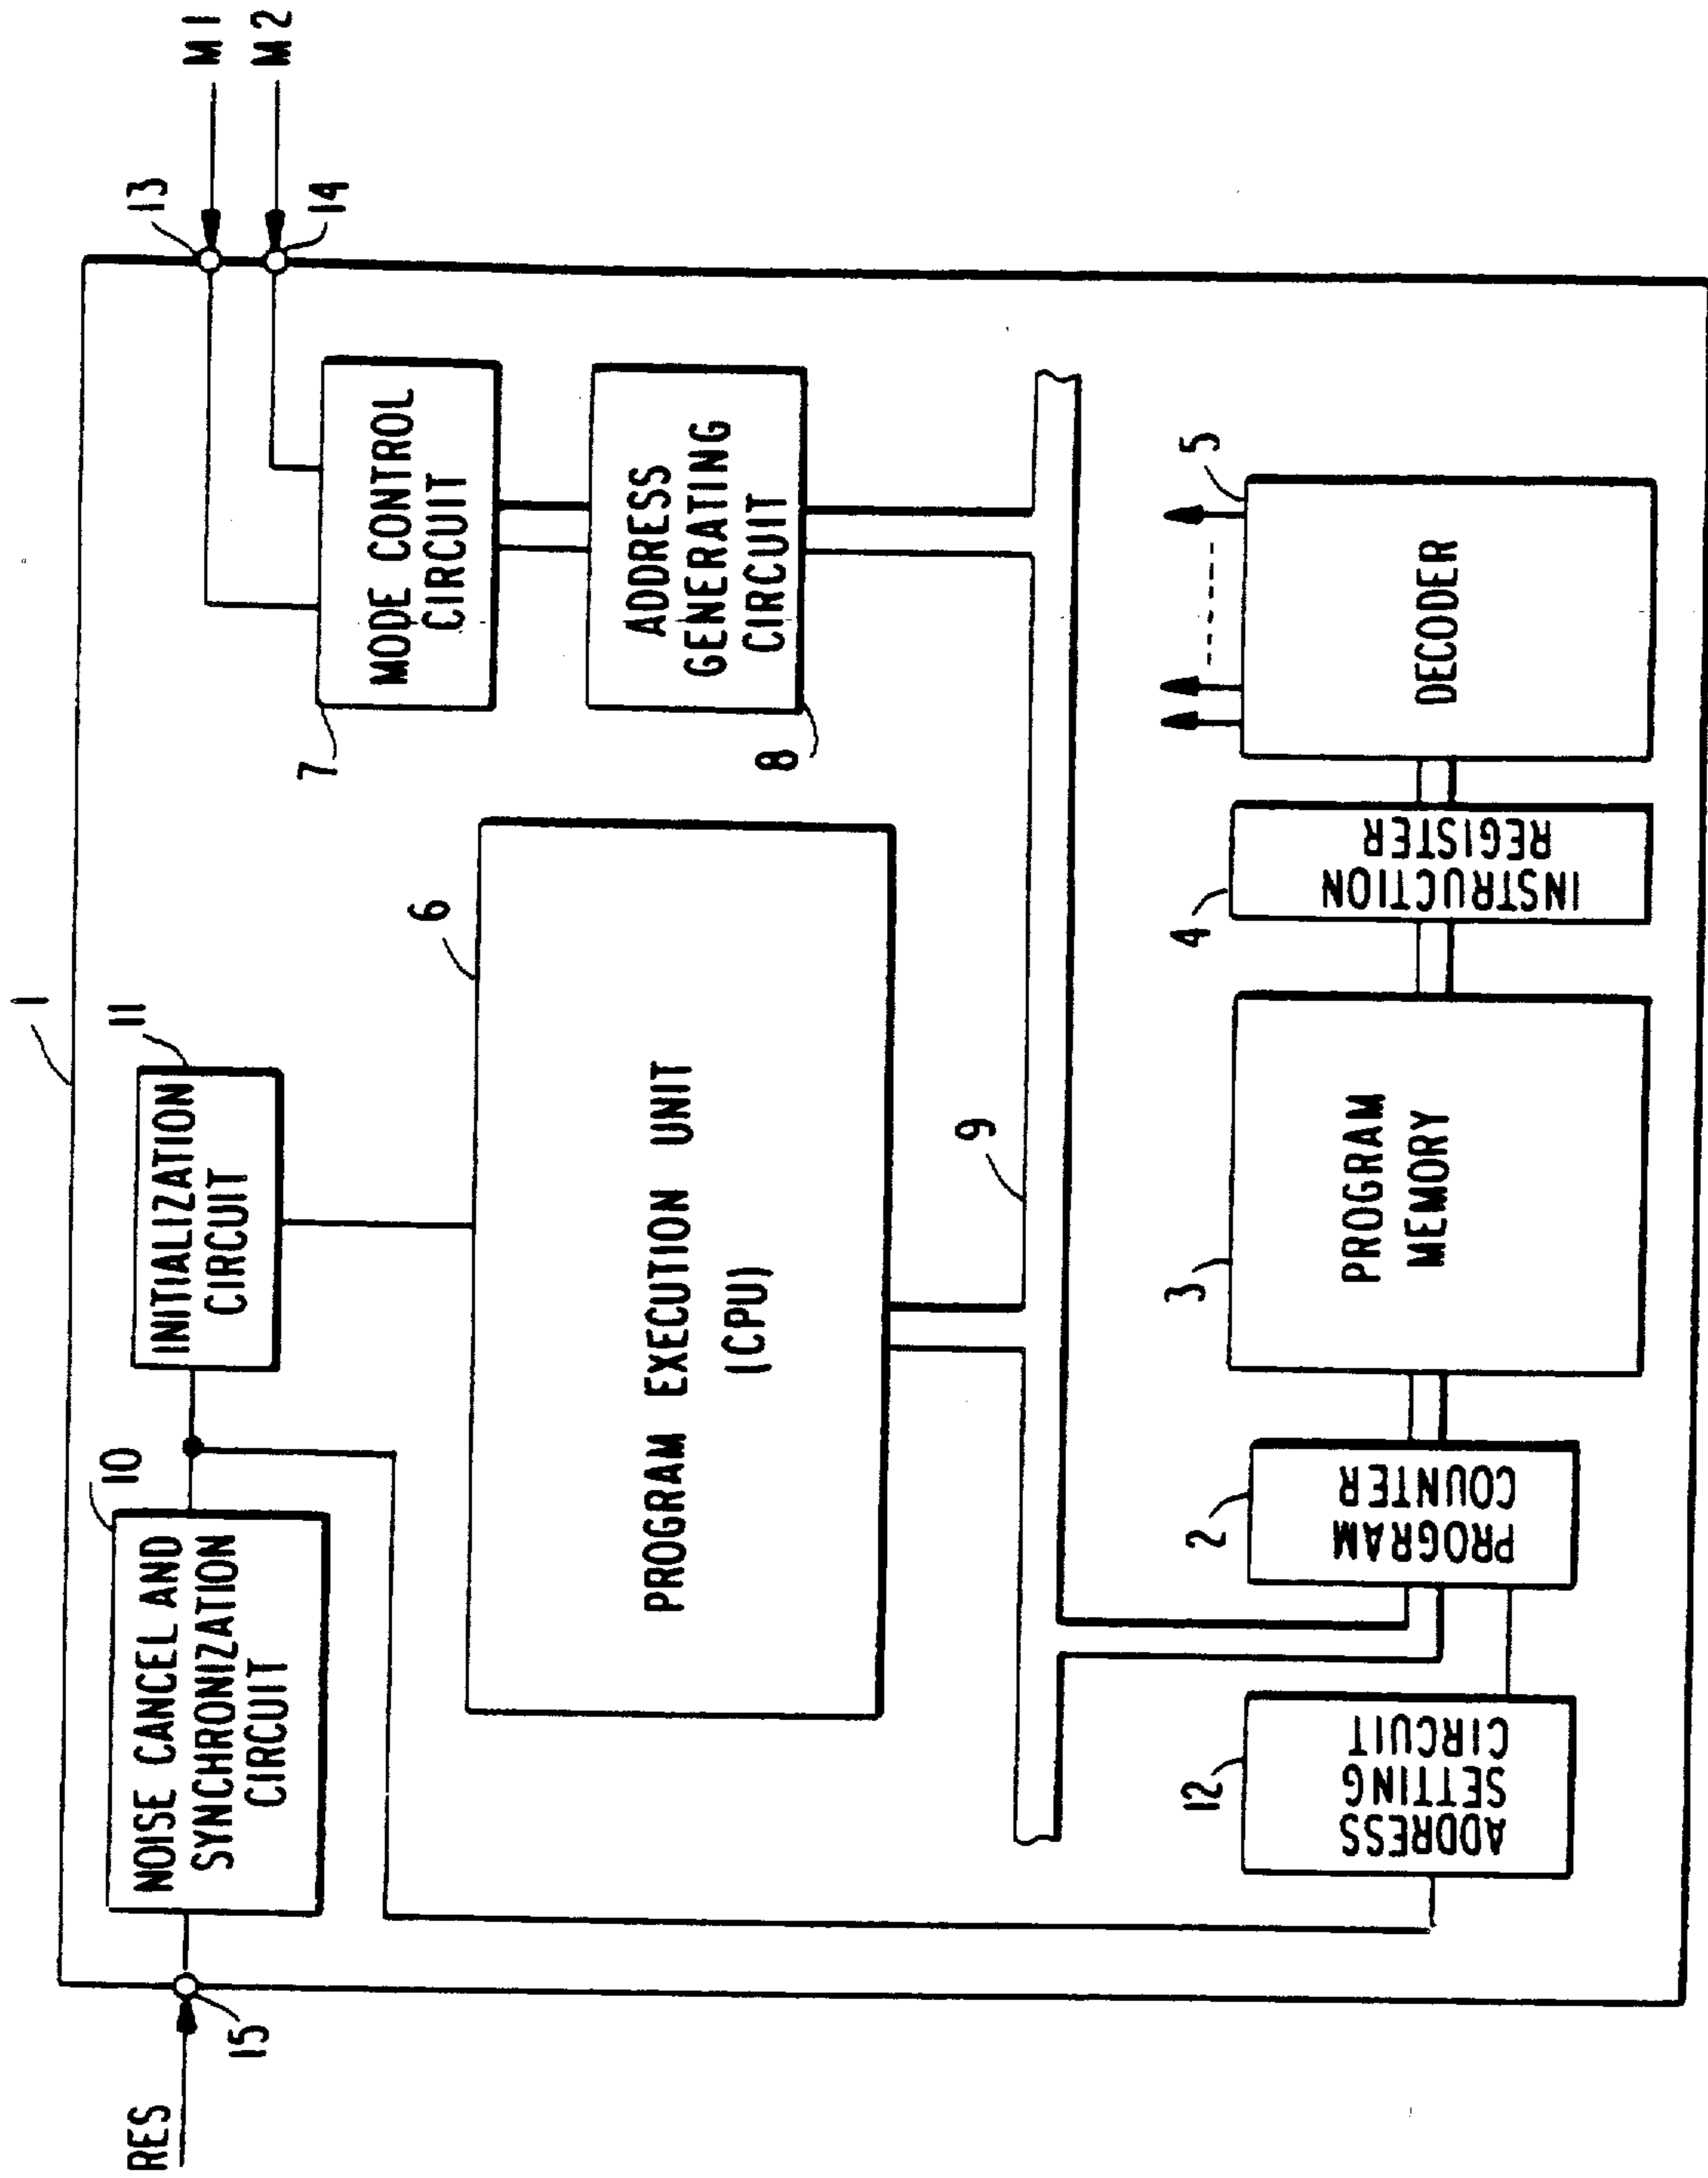 1
RES
15
10
NOISE CANCEL AND
SYNCHRONIZATION
CIRCUIT
11
INITIALIZATION
CIRCUIT
13
M1
14
M2
6
PROGRAM EXECUTION UNIT
(CPU)
7
MODE CONTROL
CIRCUIT
8
ADDRESS
GENERATING
CIRCUIT
9
12
ADDRESS
SETTING
CIRCUIT
2
PROGRAM
COUNTER
3
PROGRAM
MEMORY
4
INSTRUCTION
REGISTER
5
DECODER